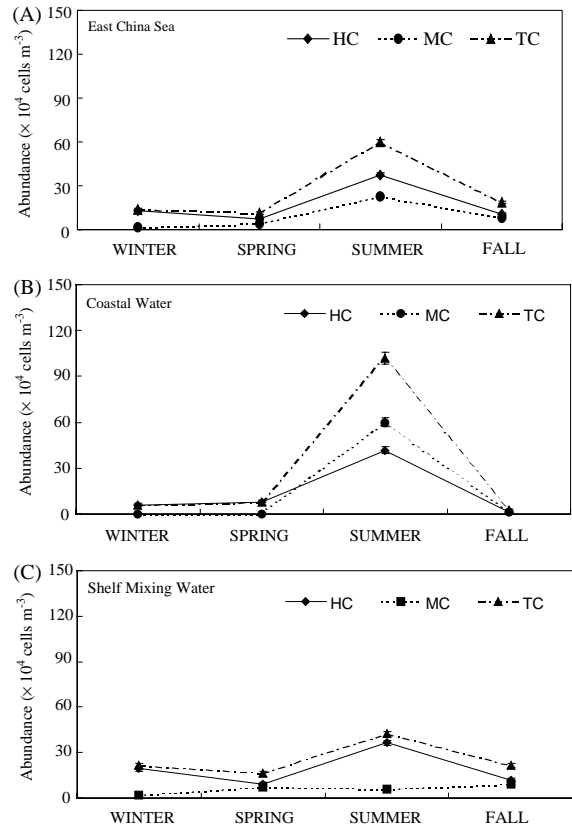 (A)
East China Sea
HC MC TC
Abundance (× 10⁴ cells m⁻³)
150
120
90
60
30
0
WINTER SPRING SUMMER FALL
(B)
Coastal Water
HC MC TC
Abundance (× 10⁴ cells m⁻³)
150
120
90
60
30
0
WINTER SPRING SUMMER FALL
(C)
Shelf Mixing Water
HC MC TC
Abundance (× 10⁴ cells m⁻³)
150
120
90
60
30
0
WINTER SPRING SUMMER FALL